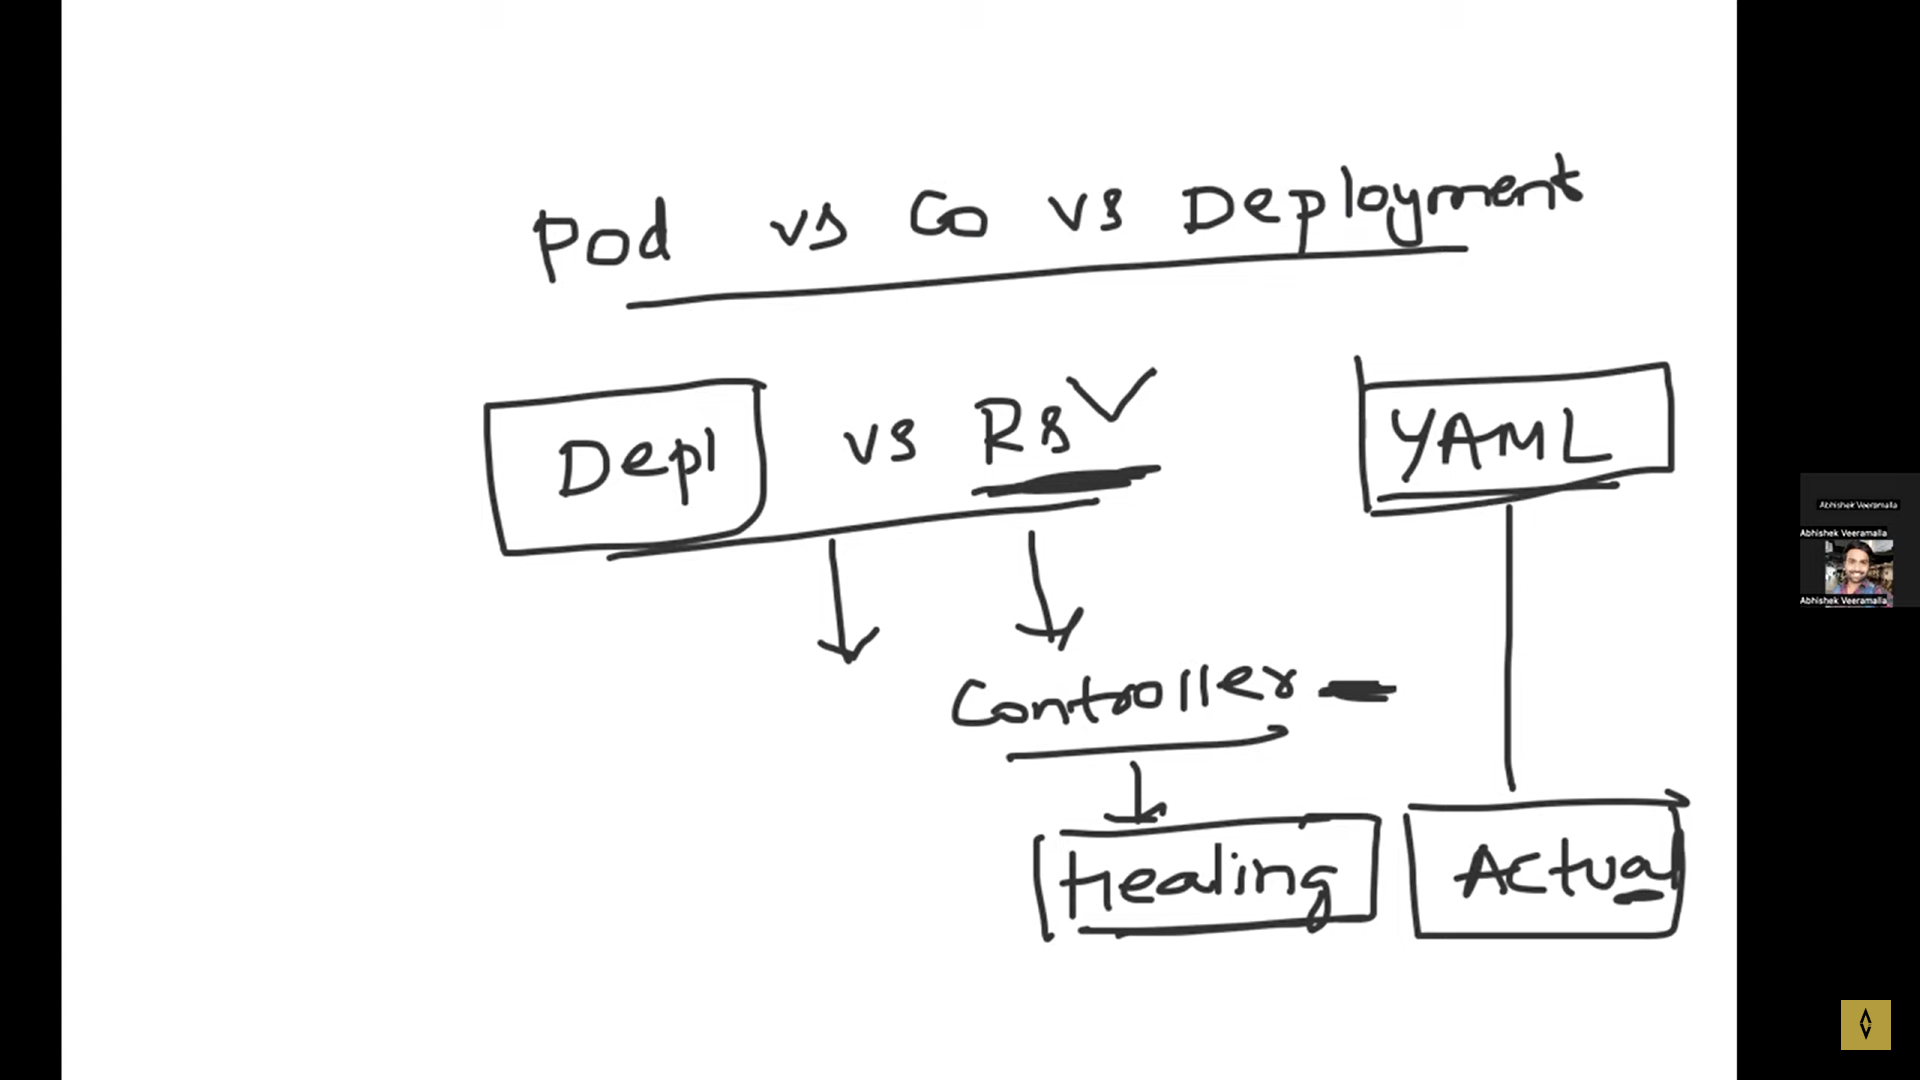 Pod vs Co vs Deployment
Depl vs Rs
YAML
Controller
Healing
Actual
Abhishek Veeramalla
Abhishek Veeramalla
Abhishek Veeramalla